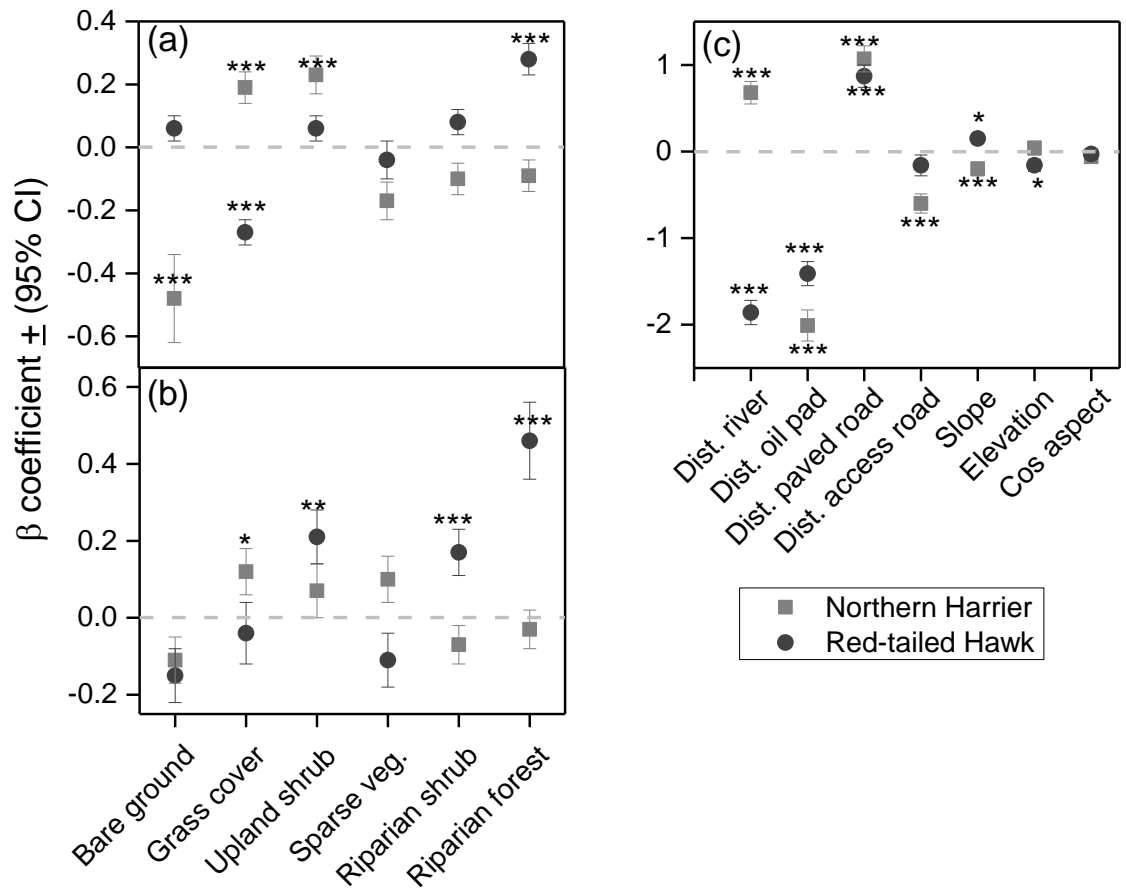 (a)
0.4
0.2
0.0
-0.2
-0.4
-0.6
***
***
***
***
***
(b)
0.6
0.4
0.2
0.0
-0.2
*
**
***
***
β coefficient ± (95% CI)
Bare ground
Grass cover
Upland shrub
Sparse veg.
Riparian shrub
Riparian forest
(c)
1
0
-1
-2
***
***
***
***
***
***
***
*
***
*
Dist. river
Dist. oil pad
Dist. paved road
Dist. access road
Slope
Elevation
Cos aspect
Northern Harrier
Red-tailed Hawk